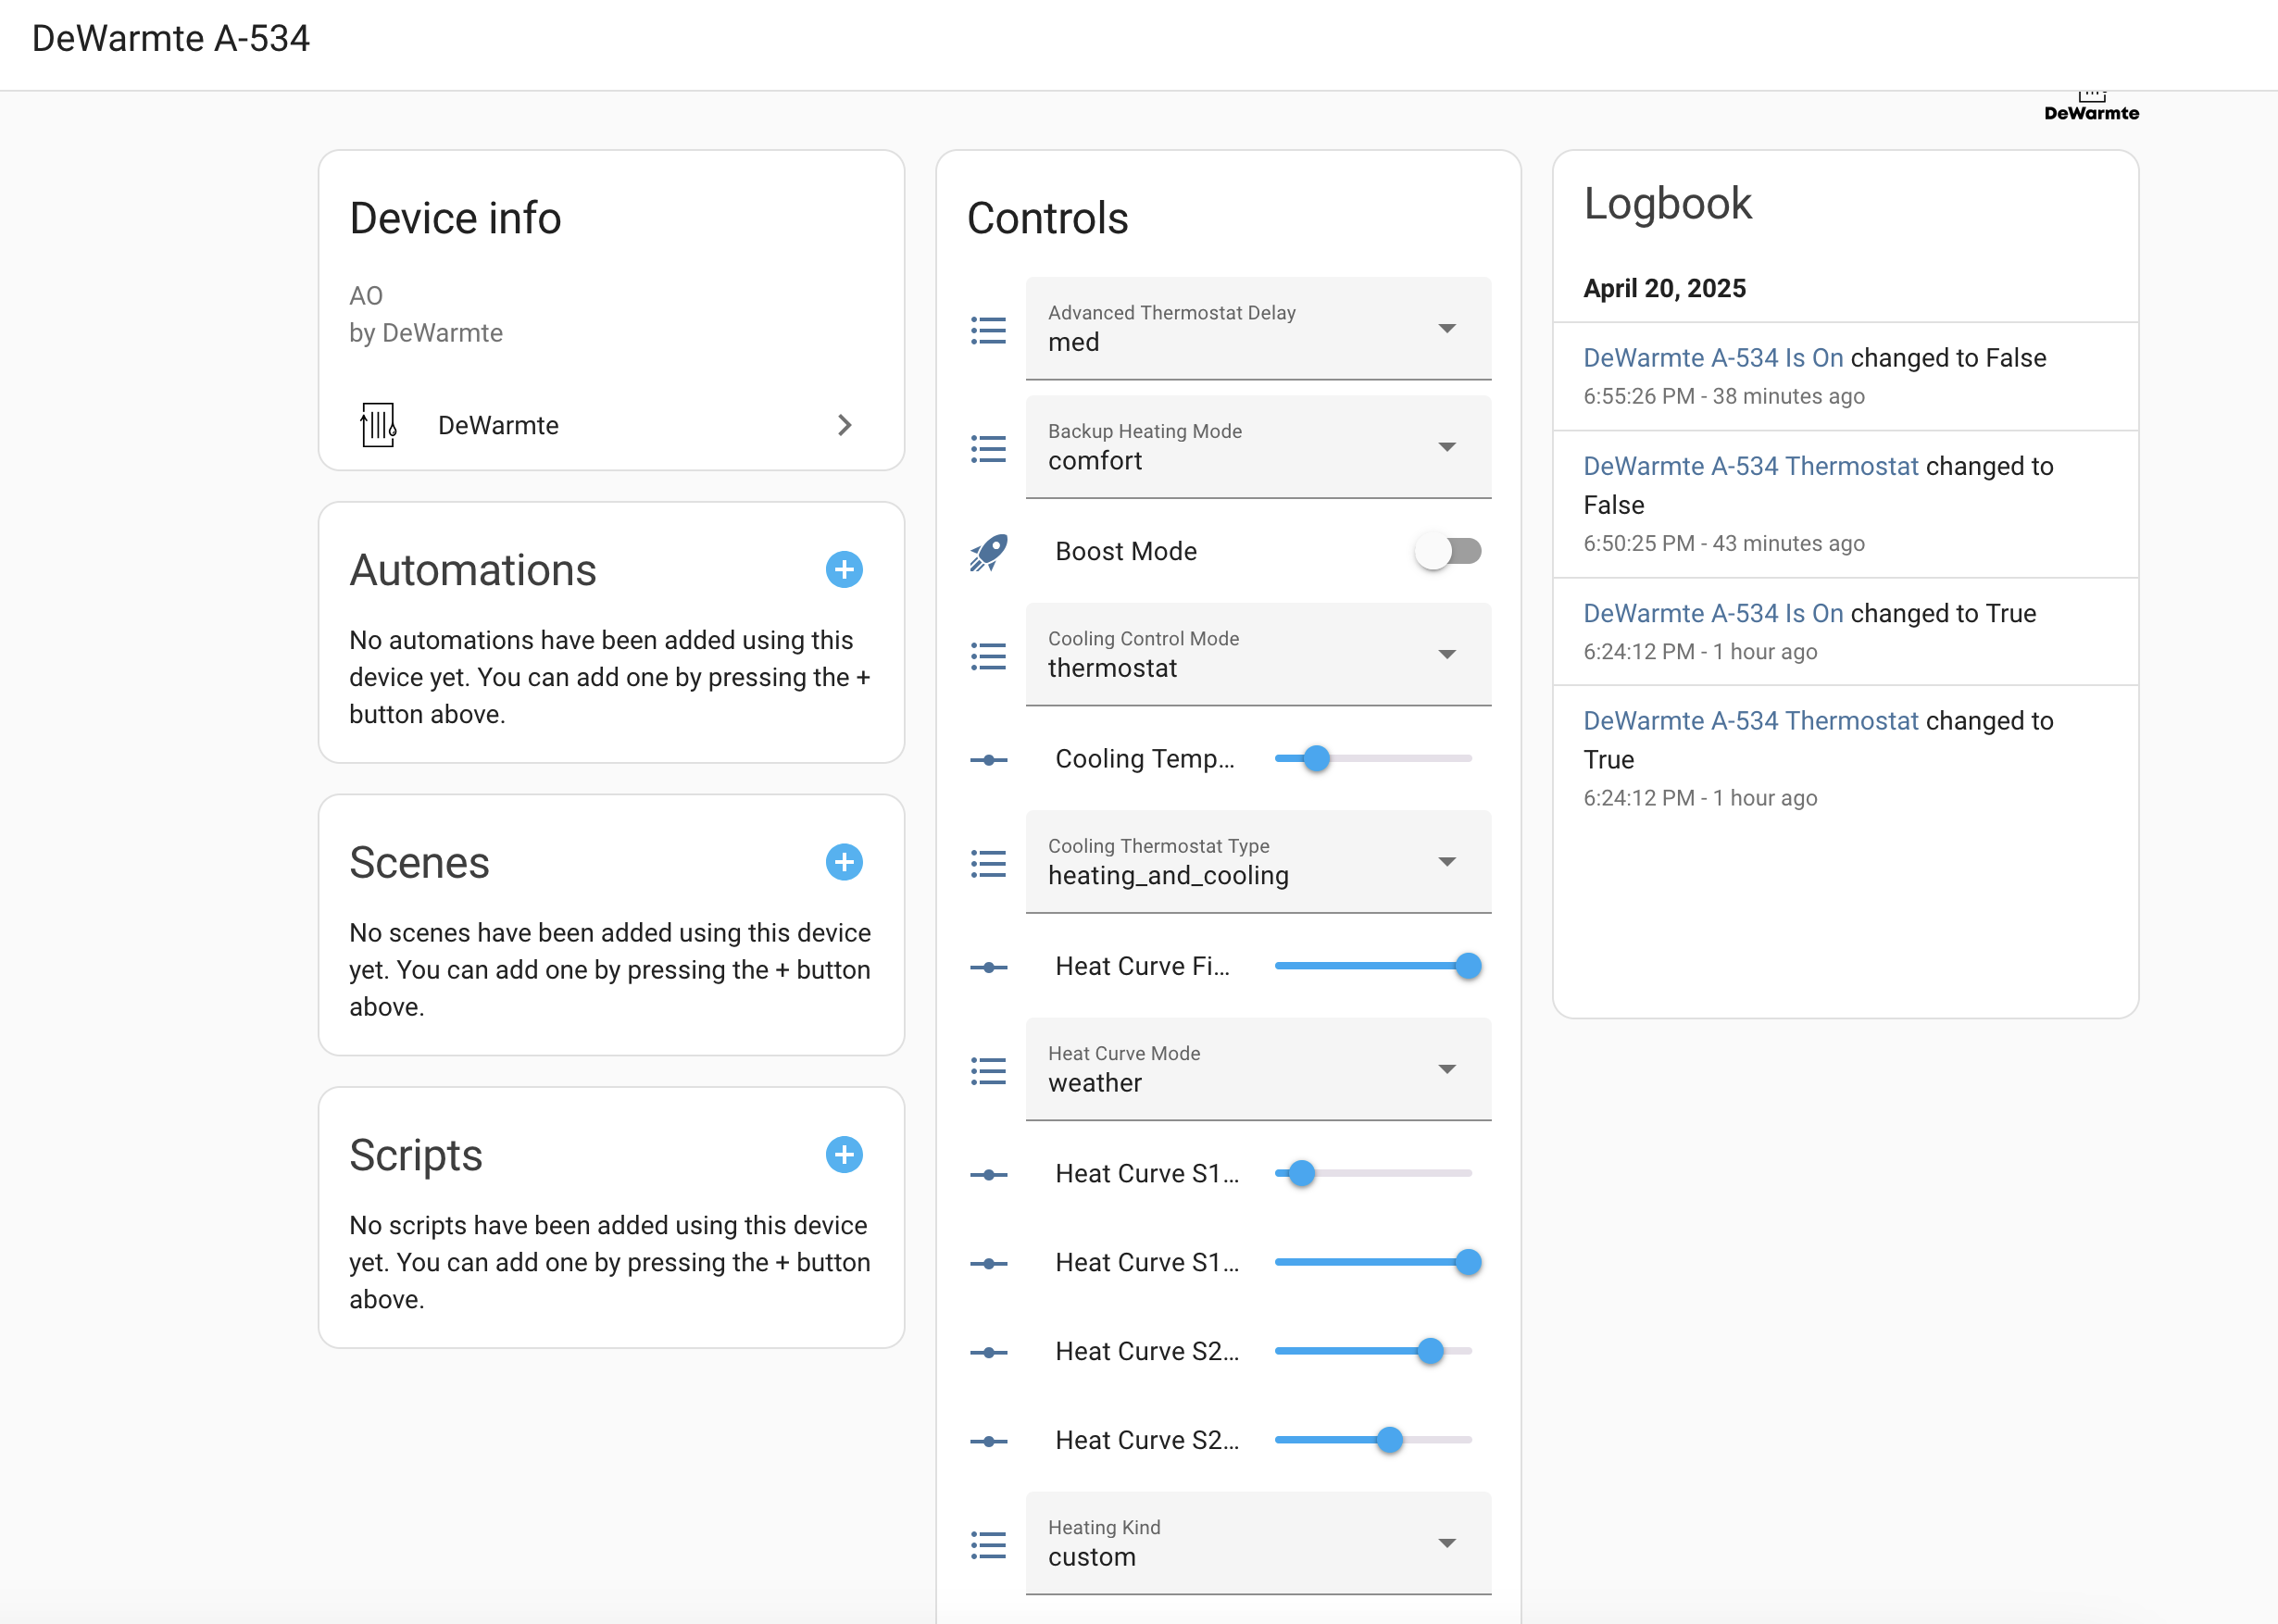 DeWarmte A-534
DeWarmte
Device info
AO
by DeWarmte
DeWarmte
Automations
No automations have been added using this
device yet. You can add one by pressing the +
button above.
Scenes
No scenes have been added using this device
yet. You can add one by pressing the + button
above.
Scripts
No scripts have been added using this device
yet. You can add one by pressing the + button
above.
Controls
Advanced Thermostat Delay
med
Backup Heating Mode
comfort
Boost Mode
Cooling Control Mode
thermostat
Cooling Temp...
Cooling Thermostat Type
heating_and_cooling
Heat Curve Fi...
Heat Curve Mode
weather
Heat Curve S1...
Heat Curve S1...
Heat Curve S2...
Heat Curve S2...
Heating Kind
custom
Logbook
April 20, 2025
DeWarmte A-534 Is On changed to False
6:55:26 PM - 38 minutes ago
DeWarmte A-534 Thermostat changed to
False
6:50:25 PM - 43 minutes ago
DeWarmte A-534 Is On changed to True
6:24:12 PM - 1 hour ago
DeWarmte A-534 Thermostat changed to
True
6:24:12 PM - 1 hour ago